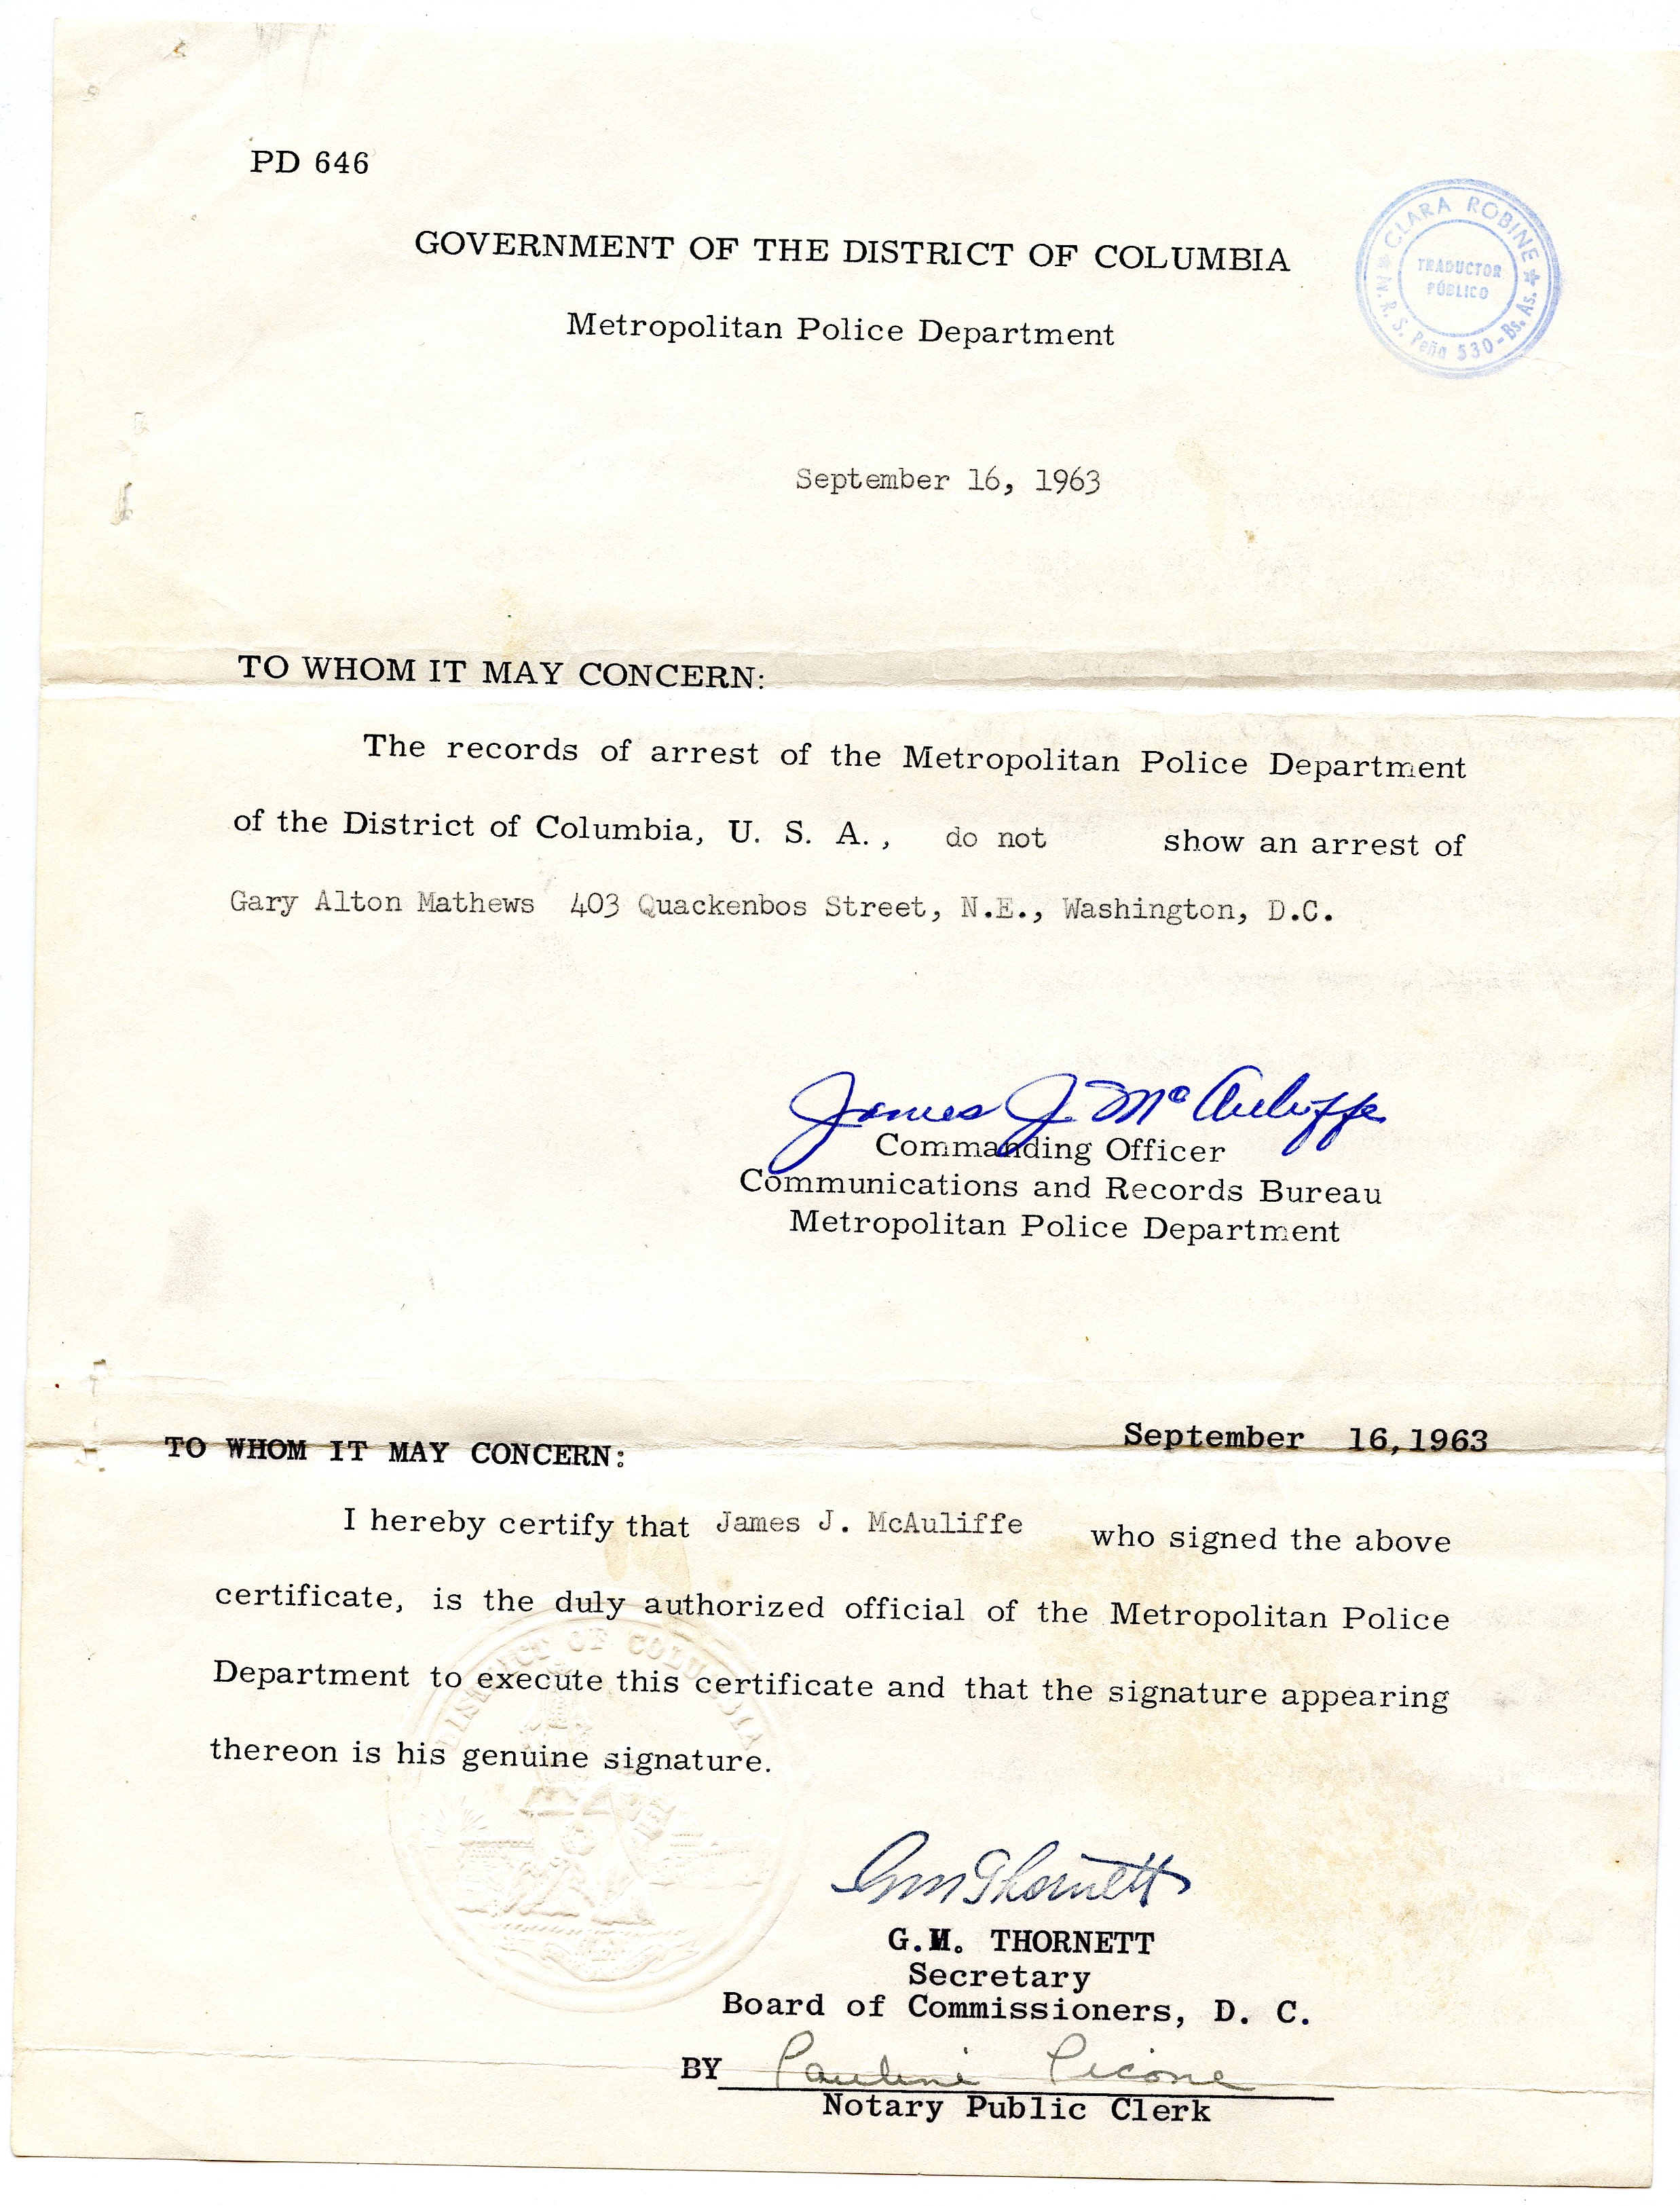 PD 646
GOVERNMENT OF THE DISTRICT OF COLUMBIA
Metropolitan Police Department
★ CLARA ROBINE ★
TRADUCTOR
PÚBLICO
R. S. Peña 530-Bs. As.
September 16, 1963
TO WHOM IT MAY CONCERN:
The records of arrest of the Metropolitan Police Department
of the District of Columbia, U. S. A., do not show an arrest of
Gary Alton Mathews 403 Quackenbos Street, N.E., Washington, D.C.
James J. McAuliffe
Commanding Officer
Communications and Records Bureau
Metropolitan Police Department
September 16,1963
TO WHOM IT MAY CONCERN:
I hereby certify that James J. McAuliffe who signed the above
certificate, is the duly authorized official of the Metropolitan Police
Department to execute this certificate and that the signature appearing
thereon is his genuine signature.
DISTRICT OF COLUMBIA
GM Thornett
G.M. THORNETT
Secretary
Board of Commissioners, D. C.
BY Pauline Picone
Notary Public Clerk